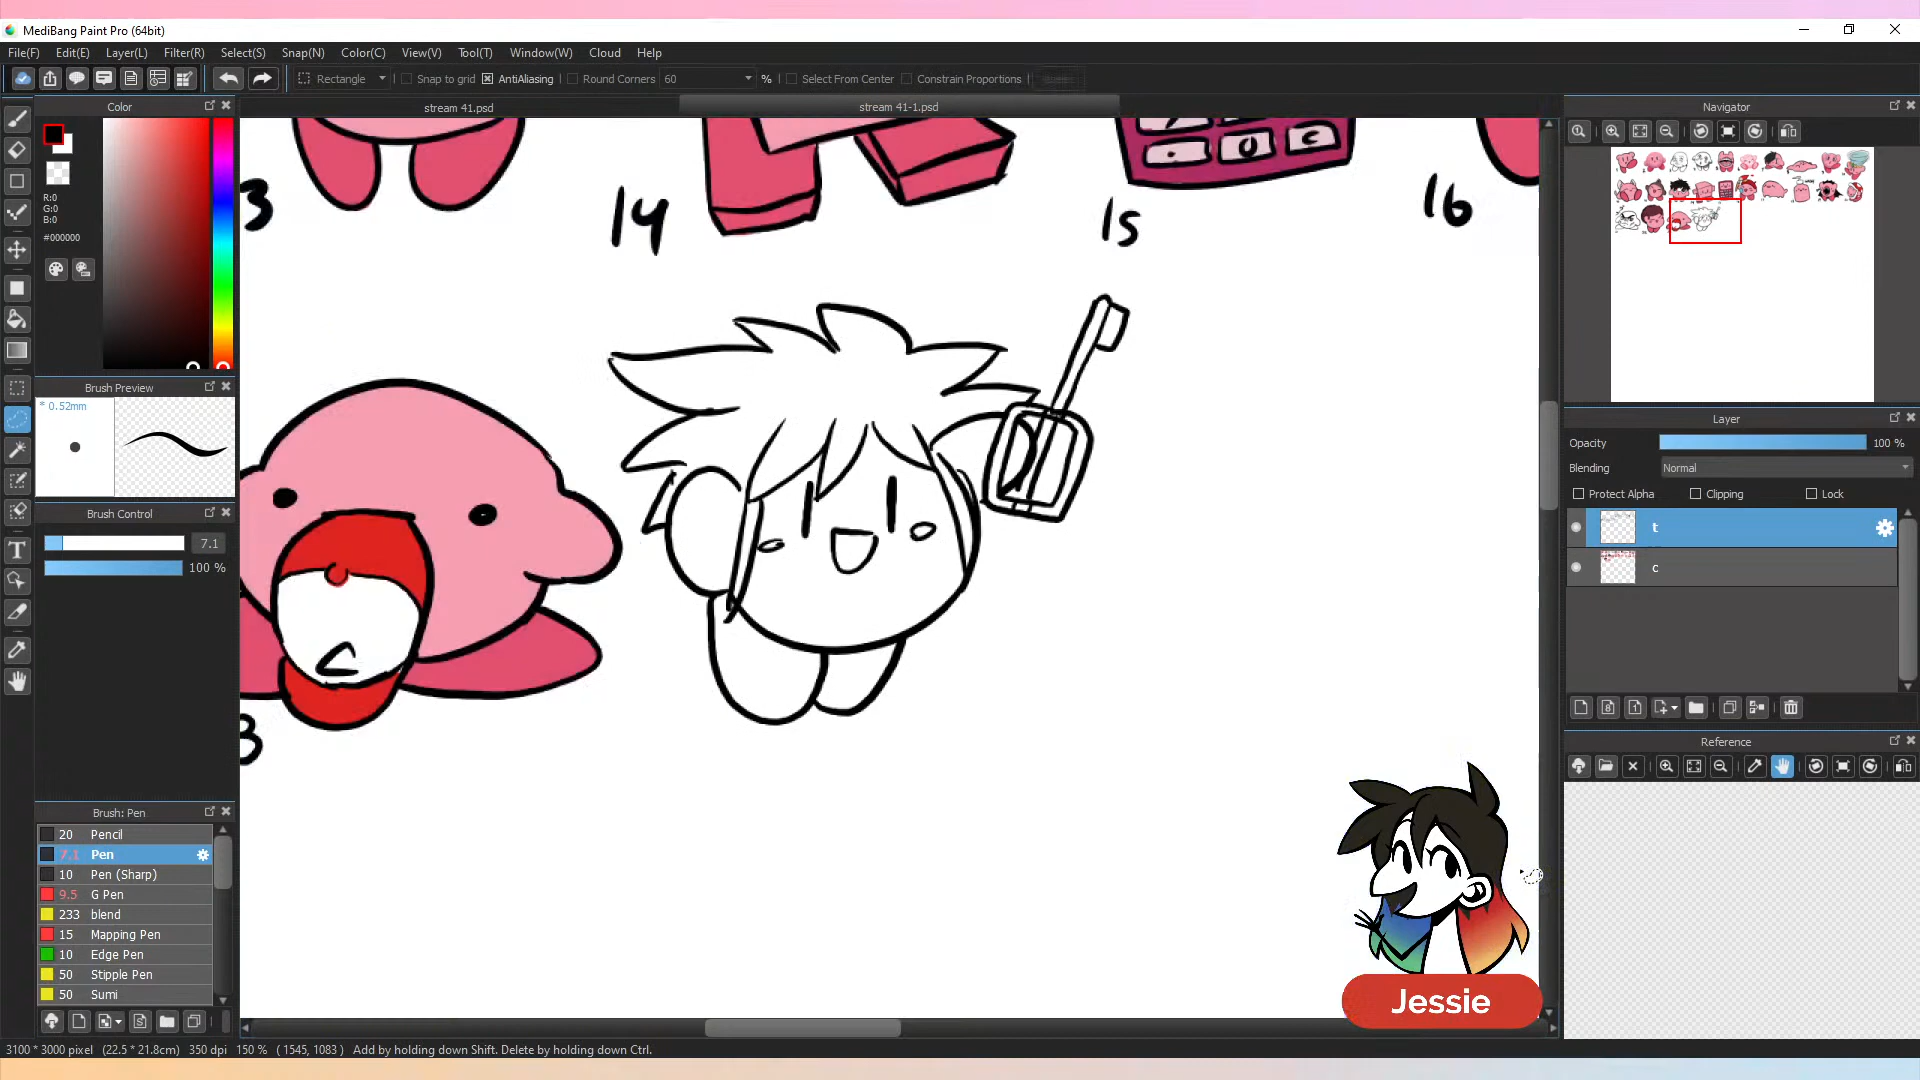 MediBang Paint Pro (64bit)
File(F) Edit(E) Layer(L) Filter(R) Select(S) Snap(N) Color(C) View(V) Tool(T) Window(W) Cloud Help
Rectangle Snap to grid AntiAliasing Round Corners 60 % Select From Center Constrain Proportions
Color
stream 41.psd
stream 41-1.psd
Navigator
R:0
G:0
B:0
#000000
Brush Preview
* 0.52mm
Brush Control
7.1
100 %
Layer
Opacity 100 %
Blending Normal
Protect Alpha Clipping Lock
t
c
Reference
Brush: Pen
20 Pencil
7.1 Pen
10 Pen (Sharp)
9.5 G Pen
233 blend
15 Mapping Pen
10 Edge Pen
50 Stipple Pen
50 Sumi
3
14
15
16
0 C
3
Jessie
3100 * 3000 pixel (22.5 * 21.8cm) 350 dpi 150 % ( 1545, 1083 ) Add by holding down Shift. Delete by holding down Ctrl.